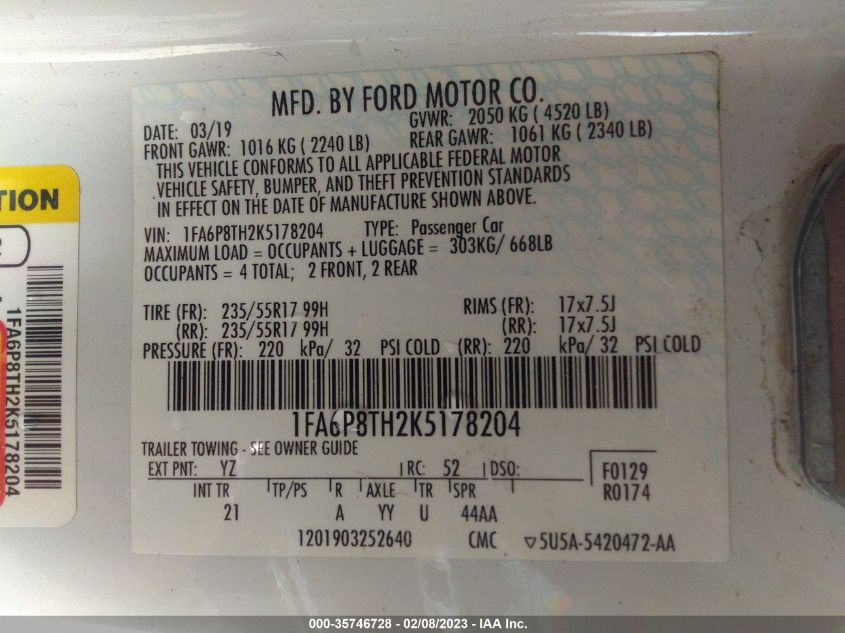 MFD. BY FORD MOTOR CO.
DATE: 03/19 GVWR: 2050 KG ( 4520 LB)
FRONT GAWR: 1016 KG ( 2240 LB) REAR GAWR: 1061 KG ( 2340 LB)
THIS VEHICLE CONFORMS TO ALL APPLICABLE FEDERAL MOTOR
VEHICLE SAFETY, BUMPER, AND THEFT PREVENTION STANDARDS
IN EFFECT ON THE DATE OF MANUFACTURE SHOWN ABOVE.
VIN: 1FA6P8TH2K5178204 TYPE: Passenger Car
MAXIMUM LOAD = OCCUPANTS + LUGGAGE = 303KG/ 668LB
OCCUPANTS = 4 TOTAL; 2 FRONT, 2 REAR
TIRE (FR): 235/55R17 99H RIMS (FR): 17x7.5J
(RR): 235/55R17 99H (RR): 17x7.5J
PRESSURE (FR): 220 kPa/ 32 PSI COLD (RR): 220 kPa/ 32 PSI COLD
1FA6P8TH2K5178204
TRAILER TOWING - SEE OWNER GUIDE
EXT PNT: YZ RC: 52 DSO: F0129
R0174
INT TR TP/PS R AXLE TR SPR
21 A YY U 44AA
1201903252640 CMC ▽5U5A-5420472-AA
TION
1FA6P8TH2K5178204
000-35746728 - 02/08/2023 - IAA Inc.